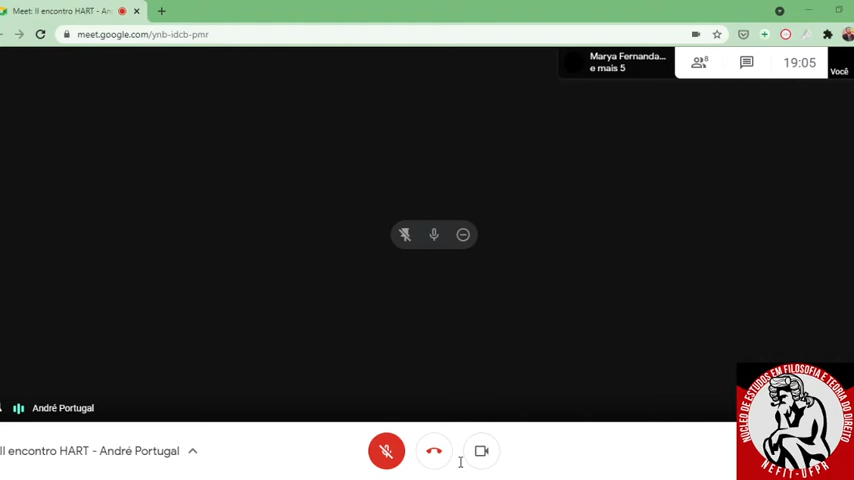 Meet: II encontro HART - An
meet.google.com/ynb-idcb-pmr
Marya Fernanda...
e mais 5
8
19:05
Você
André Portugal
II encontro HART - André Portugal
NÚCLEO DE ESTUDOS EM FILOSOFIA E TEORIA DO DIREITO
NEFIT-UFPR